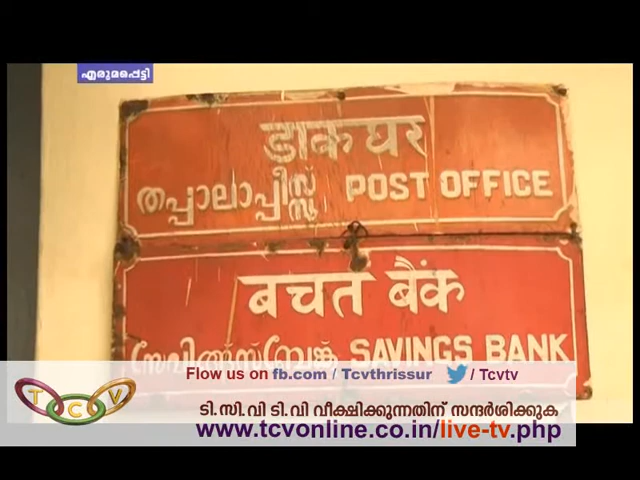 എരുമപ്പെട്ടി
डाक घर
തപ്പാലാപ്പീസ്സ് POST OFFICE
बचत बैंक
സേവിങ്ങ്സ് ബാങ്ക് SAVINGS BANK
Flow us on fb.com / Tcvthrissur / Tcvtv
TCV
ടി.സി.വി ടി.വി വീക്ഷിക്കുന്നതിന് സന്ദർശിക്കുക
www.tcvonline.co.in/live-tv.php